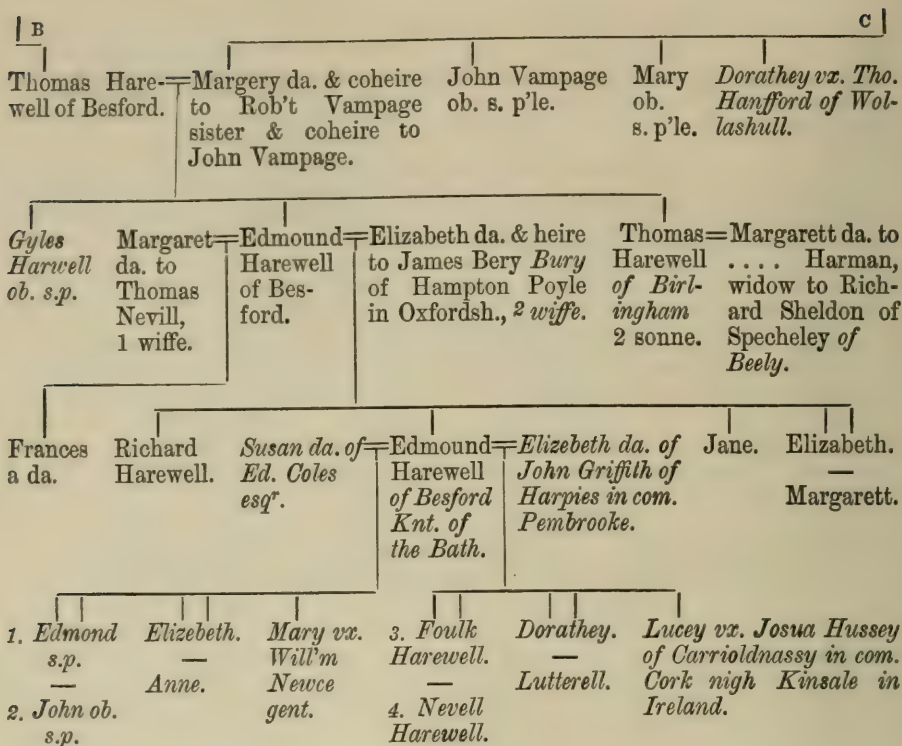 B
C
Thomas Hare-
well of Besford.
Margery da. & coheire
to Rob't Vampage
sister & coheire to
John Vampage.
John Vampage
ob. s. p'le.
Mary
ob.
s. p'le.
Dorathey vx. Tho.
Hanfford of Wol-
lashull.
Gyles
Harwell
ob. s.p.
Margaret
da. to
Thomas
Nevill,
1 wiffe.
Edmound
Harewell
of Bes-
ford.
Elizabeth da. & heire
to James Bery Bury
of Hampton Poyle
in Oxfordsh., 2 wiffe.
Thomas
Harewell
of Birl-
ingham
2 sonne.
Margarett da. to
.... Harman,
widow to Rich-
ard Sheldon of
Specheley of
Beely.
Frances
a da.
Richard
Harewell.
Susan da. of
Ed. Coles
esqr.
Edmound
Harewell
of Besford
Knt. of
the Bath.
Elizebeth da. of
John Griffith of
Harpies in com.
Pembrooke.
Jane.
Elizabeth.
—
Margarett.
1. Edmond
s.p.
—
2. John ob.
s.p.
Elizebeth.
—
Anne.
Mary vx.
Will'm
Newce
gent.
3. Foulk
Harewell.
—
4. Nevell
Harewell.
Dorathey.
—
Lutterell.
Lucey vx. Josua Hussey
of Carrioldnassy in com.
Cork nigh Kinsale in
Ireland.